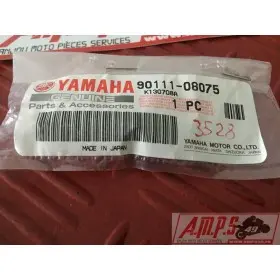 MOTO PIÈCES SERVICES
YAMAHA 90111-08075
GENUINE K130708A
Parts & Accessories 1 PC
3528
MADE IN JAPAN YAMAHA MOTOR CO., LTD.
A.M.P.S